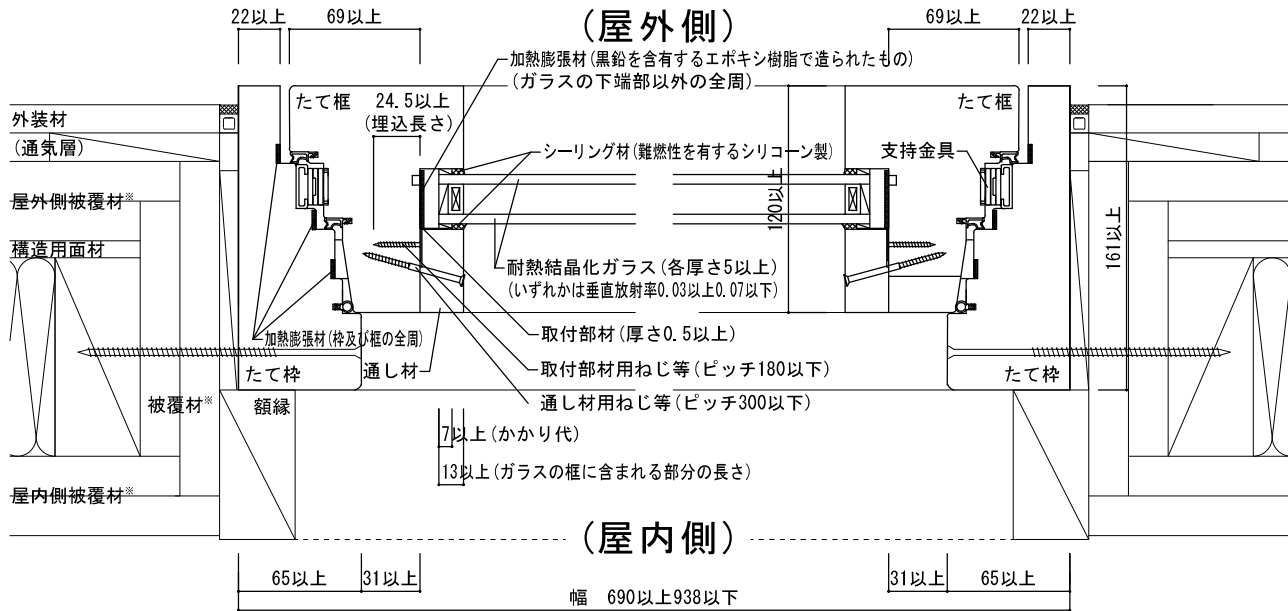 22以上
69以上
(屋外側)
69以上
22以上
加熱膨張材(黒鉛を含有するエポキシ樹脂で造られたもの)
(ガラスの下端部以外の全周)
たて框
24.5以上
(埋込長さ)
たて框
外装材
(通気層)
シーリング材(難燃性を有するシリコーン製)
支持金具
屋外側被覆材※
120以上
161以上
構造用面材
耐熱結晶化ガラス(各厚さ5以上)
(いずれかは垂直放射率0.03以上0.07以下)
加熱膨張材(枠及び框の全周)
取付部材(厚さ0.5以上)
通し材
取付部材用ねじ等(ピッチ180以下)
たて枠
たて枠
被覆材※
額縁
通し材用ねじ等(ピッチ300以下)
7以上(かかり代)
13以上(ガラスの框に含まれる部分の長さ)
屋内側被覆材※
(屋内側)
65以上
31以上
31以上
65以上
幅 690以上938以下